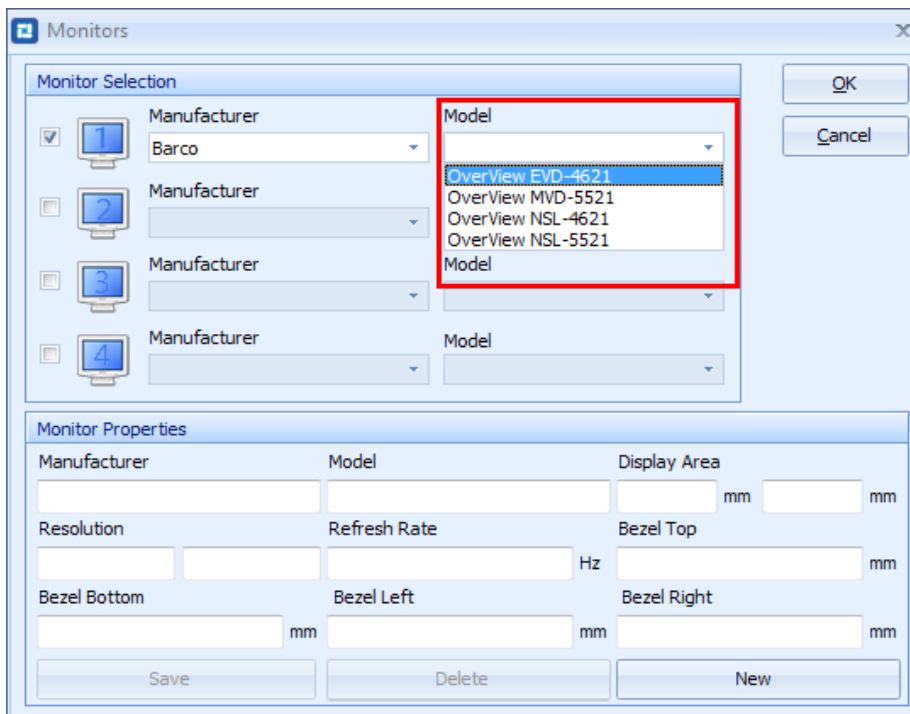 Monitors
Monitor Selection
OK
Cancel
1
Manufacturer
Model
Barco
OverView EVD-4621
OverView MVD-5521
OverView NSL-4621
OverView NSL-5521
2
Manufacturer
3
Manufacturer
Model
4
Manufacturer
Model
Monitor Properties
Manufacturer
Model
Display Area
mm
mm
Resolution
Refresh Rate
Bezel Top
Hz
mm
Bezel Bottom
Bezel Left
Bezel Right
mm
mm
mm
Save
Delete
New